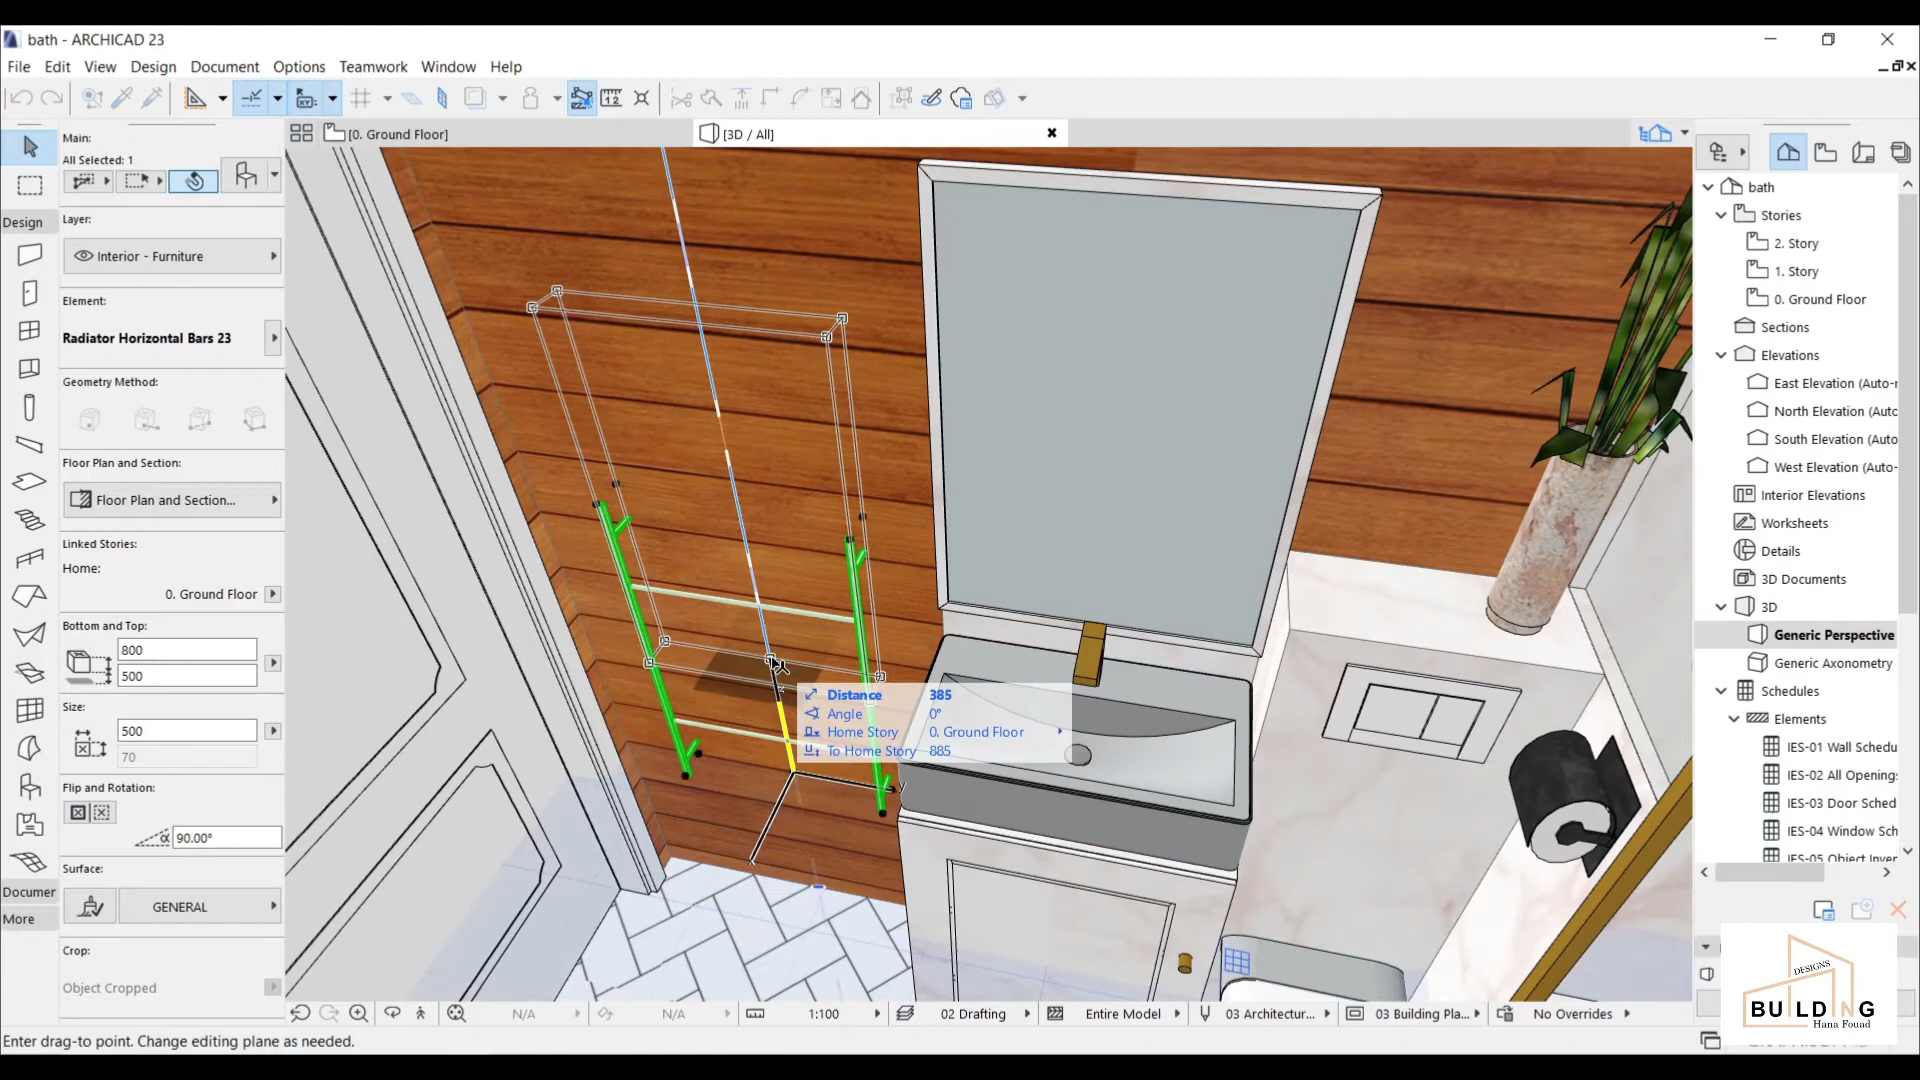 bath - ARCHICAD 23
File Edit View Design Document Options Teamwork Window Help
[0. Ground Floor]
[3D / All]
Main:
All Selected: 1
Design
Layer:
Interior - Furniture
Element:
Radiator Horizontal Bars 23
Geometry Method:
Floor Plan and Section:
Floor Plan and Section...
Linked Stories:
Home:
0. Ground Floor
Bottom and Top:
800
500
Size:
500
70
Flip and Rotation:
α 90.00°
Surface:
GENERAL
Crop:
Object Cropped
Documer
More
Distance 385
Angle 0°
Home Story 0. Ground Floor
To Home Story 885
bath
Stories
2. Story
1. Story
0. Ground Floor
Sections
Elevations
East Elevation (Auto-r
North Elevation (Autc
South Elevation (Auto
West Elevation (Auto-
Interior Elevations
Worksheets
Details
3D Documents
3D
Generic Perspective
Generic Axonometry
Schedules
Elements
IES-01 Wall Schedu
IES-02 All Opening:
IES-03 Door Sched
IES-04 Window Sch
IES-05 Object Inver
N/A N/A 1:100 02 Drafting Entire Model 03 Architectur... 03 Building Pla... No Overrides
Enter drag-to point. Change editing plane as needed.
DESIGNS
BUILDING
Hana Fouad